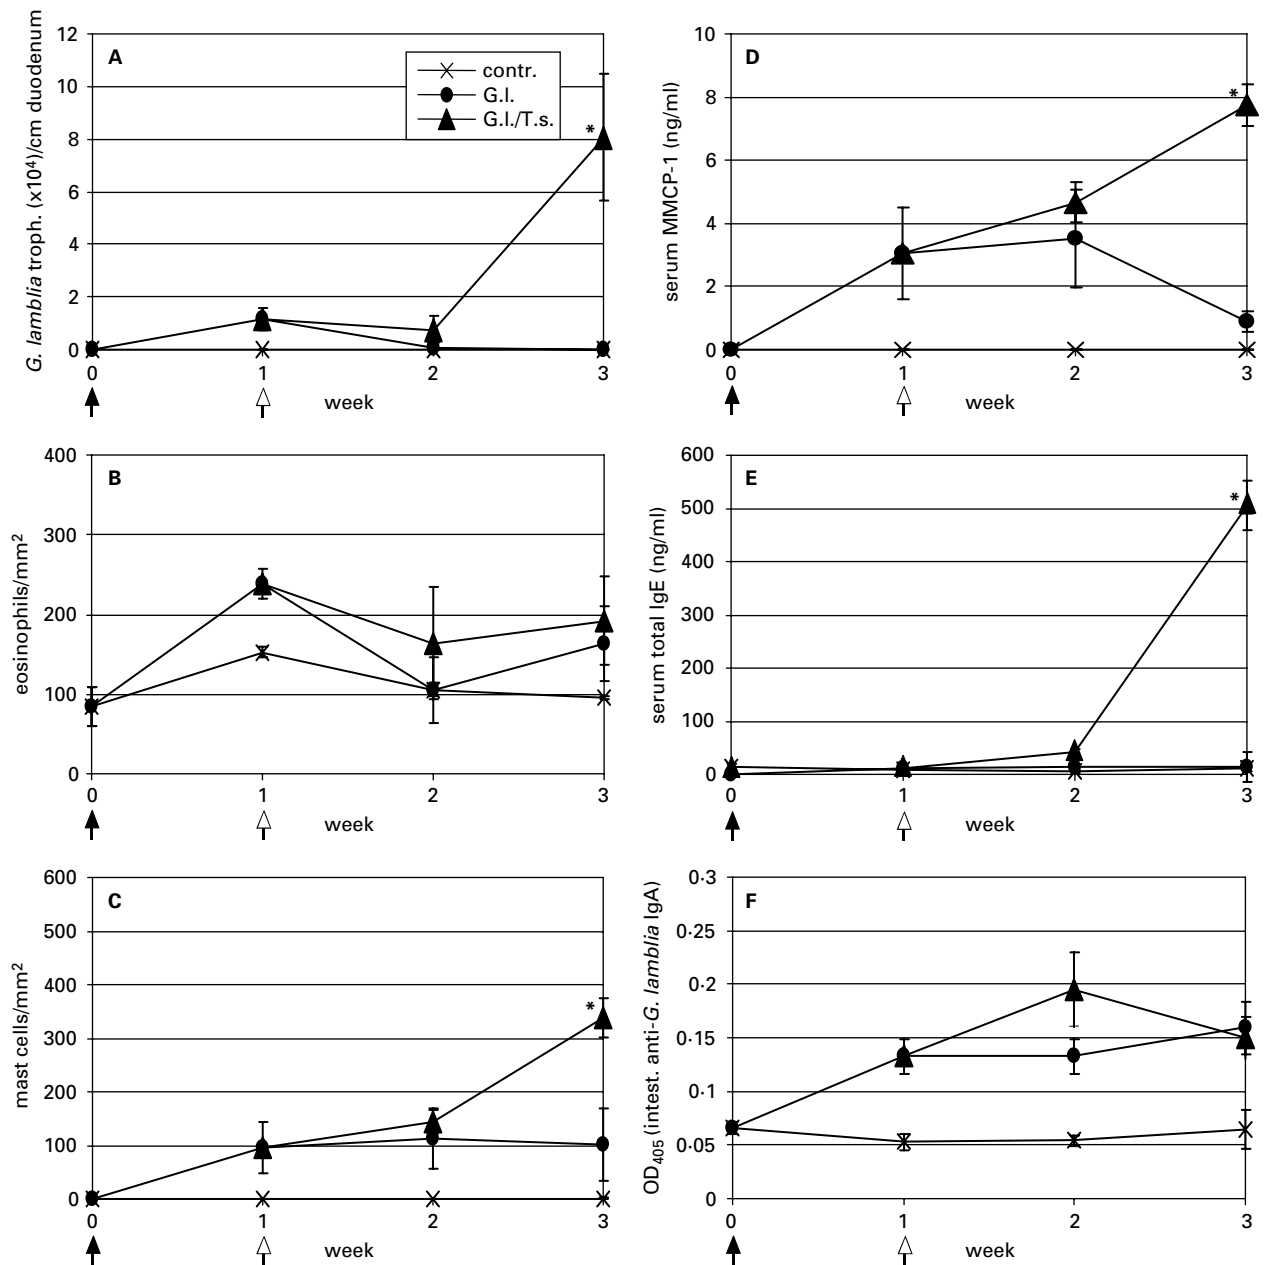 A
G. lamblia troph. (x10⁴)/cm duodenum
12
10
8
6
4
2
0
contr.
G.l.
G.l./T.s.
*
0 1 2 3
week
D
serum MMCP-1 (ng/ml)
10
8
6
4
2
0
*
0 1 2 3
week
B
eosinophils/mm²
400
300
200
100
0
0 1 2 3
week
E
serum total IgE (ng/ml)
600
500
400
300
200
100
0
*
0 1 2 3
week
C
mast cells/mm²
600
500
400
300
200
100
0
*
0 1 2 3
week
F
OD₄₀₅ (intest. anti-G. lamblia IgA)
0·3
0·25
0·2
0·15
0·1
0·05
0
0 1 2 3
week